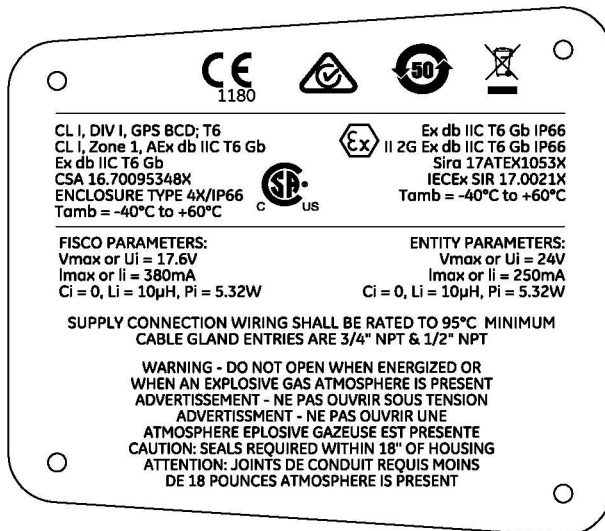 CE
1180
50
CL I, DIV I, GPS BCD; T6
CL I, Zone 1, AEx db IIC T6 Gb
Ex db IIC T6 Gb
CSA 16.70095348X
ENCLOSURE TYPE 4X/IP66
Tamb = -40°C to +60°C
C SA US
Ex
Ex db IIC T6 Gb IP66
II 2G Ex db IIC T6 Gb IP66
Sira 17ATEX1053X
IECEx SIR 17.0021X
Tamb = -40°C to +60°C
FISCO PARAMETERS:
Vmax or Ui = 17.6V
Imax or Ii = 380mA
Ci = 0, Li = 10µH, Pi = 5.32W
ENTITY PARAMETERS:
Vmax or Ui = 24V
Imax or Ii = 250mA
Ci = 0, Li = 10µH, Pi = 5.32W
SUPPLY CONNECTION WIRING SHALL BE RATED TO 95°C MINIMUM
CABLE GLAND ENTRIES ARE 3/4" NPT & 1/2" NPT
WARNING - DO NOT OPEN WHEN ENERGIZED OR
WHEN AN EXPLOSIVE GAS ATMOSPHERE IS PRESENT
ADVERTISSEMENT - NE PAS OUVRIR SOUS TENSION
ADVERTISSMENT - NE PAS OUVRIR UNE
ATMOSPHERE EPLOSIVE GAZEUSE EST PRESENTE
CAUTION: SEALS REQUIRED WITHIN 18" OF HOUSING
ATTENTION: JOINTS DE CONDUIT REQUIS MOINS
DE 18 POUNCES ATMOSPHERE IS PRESENT